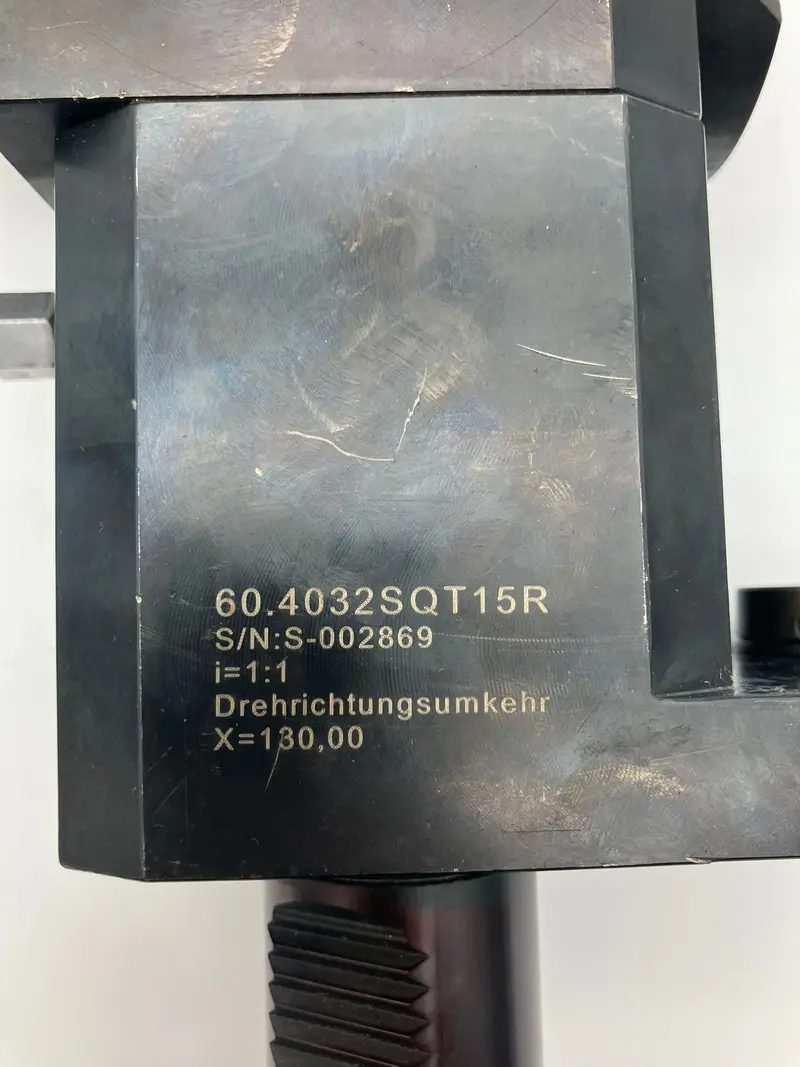 60.4032SQT15R
S/N:S-002869
i=1:1
Drehrichtungsumkehr
X=130,00